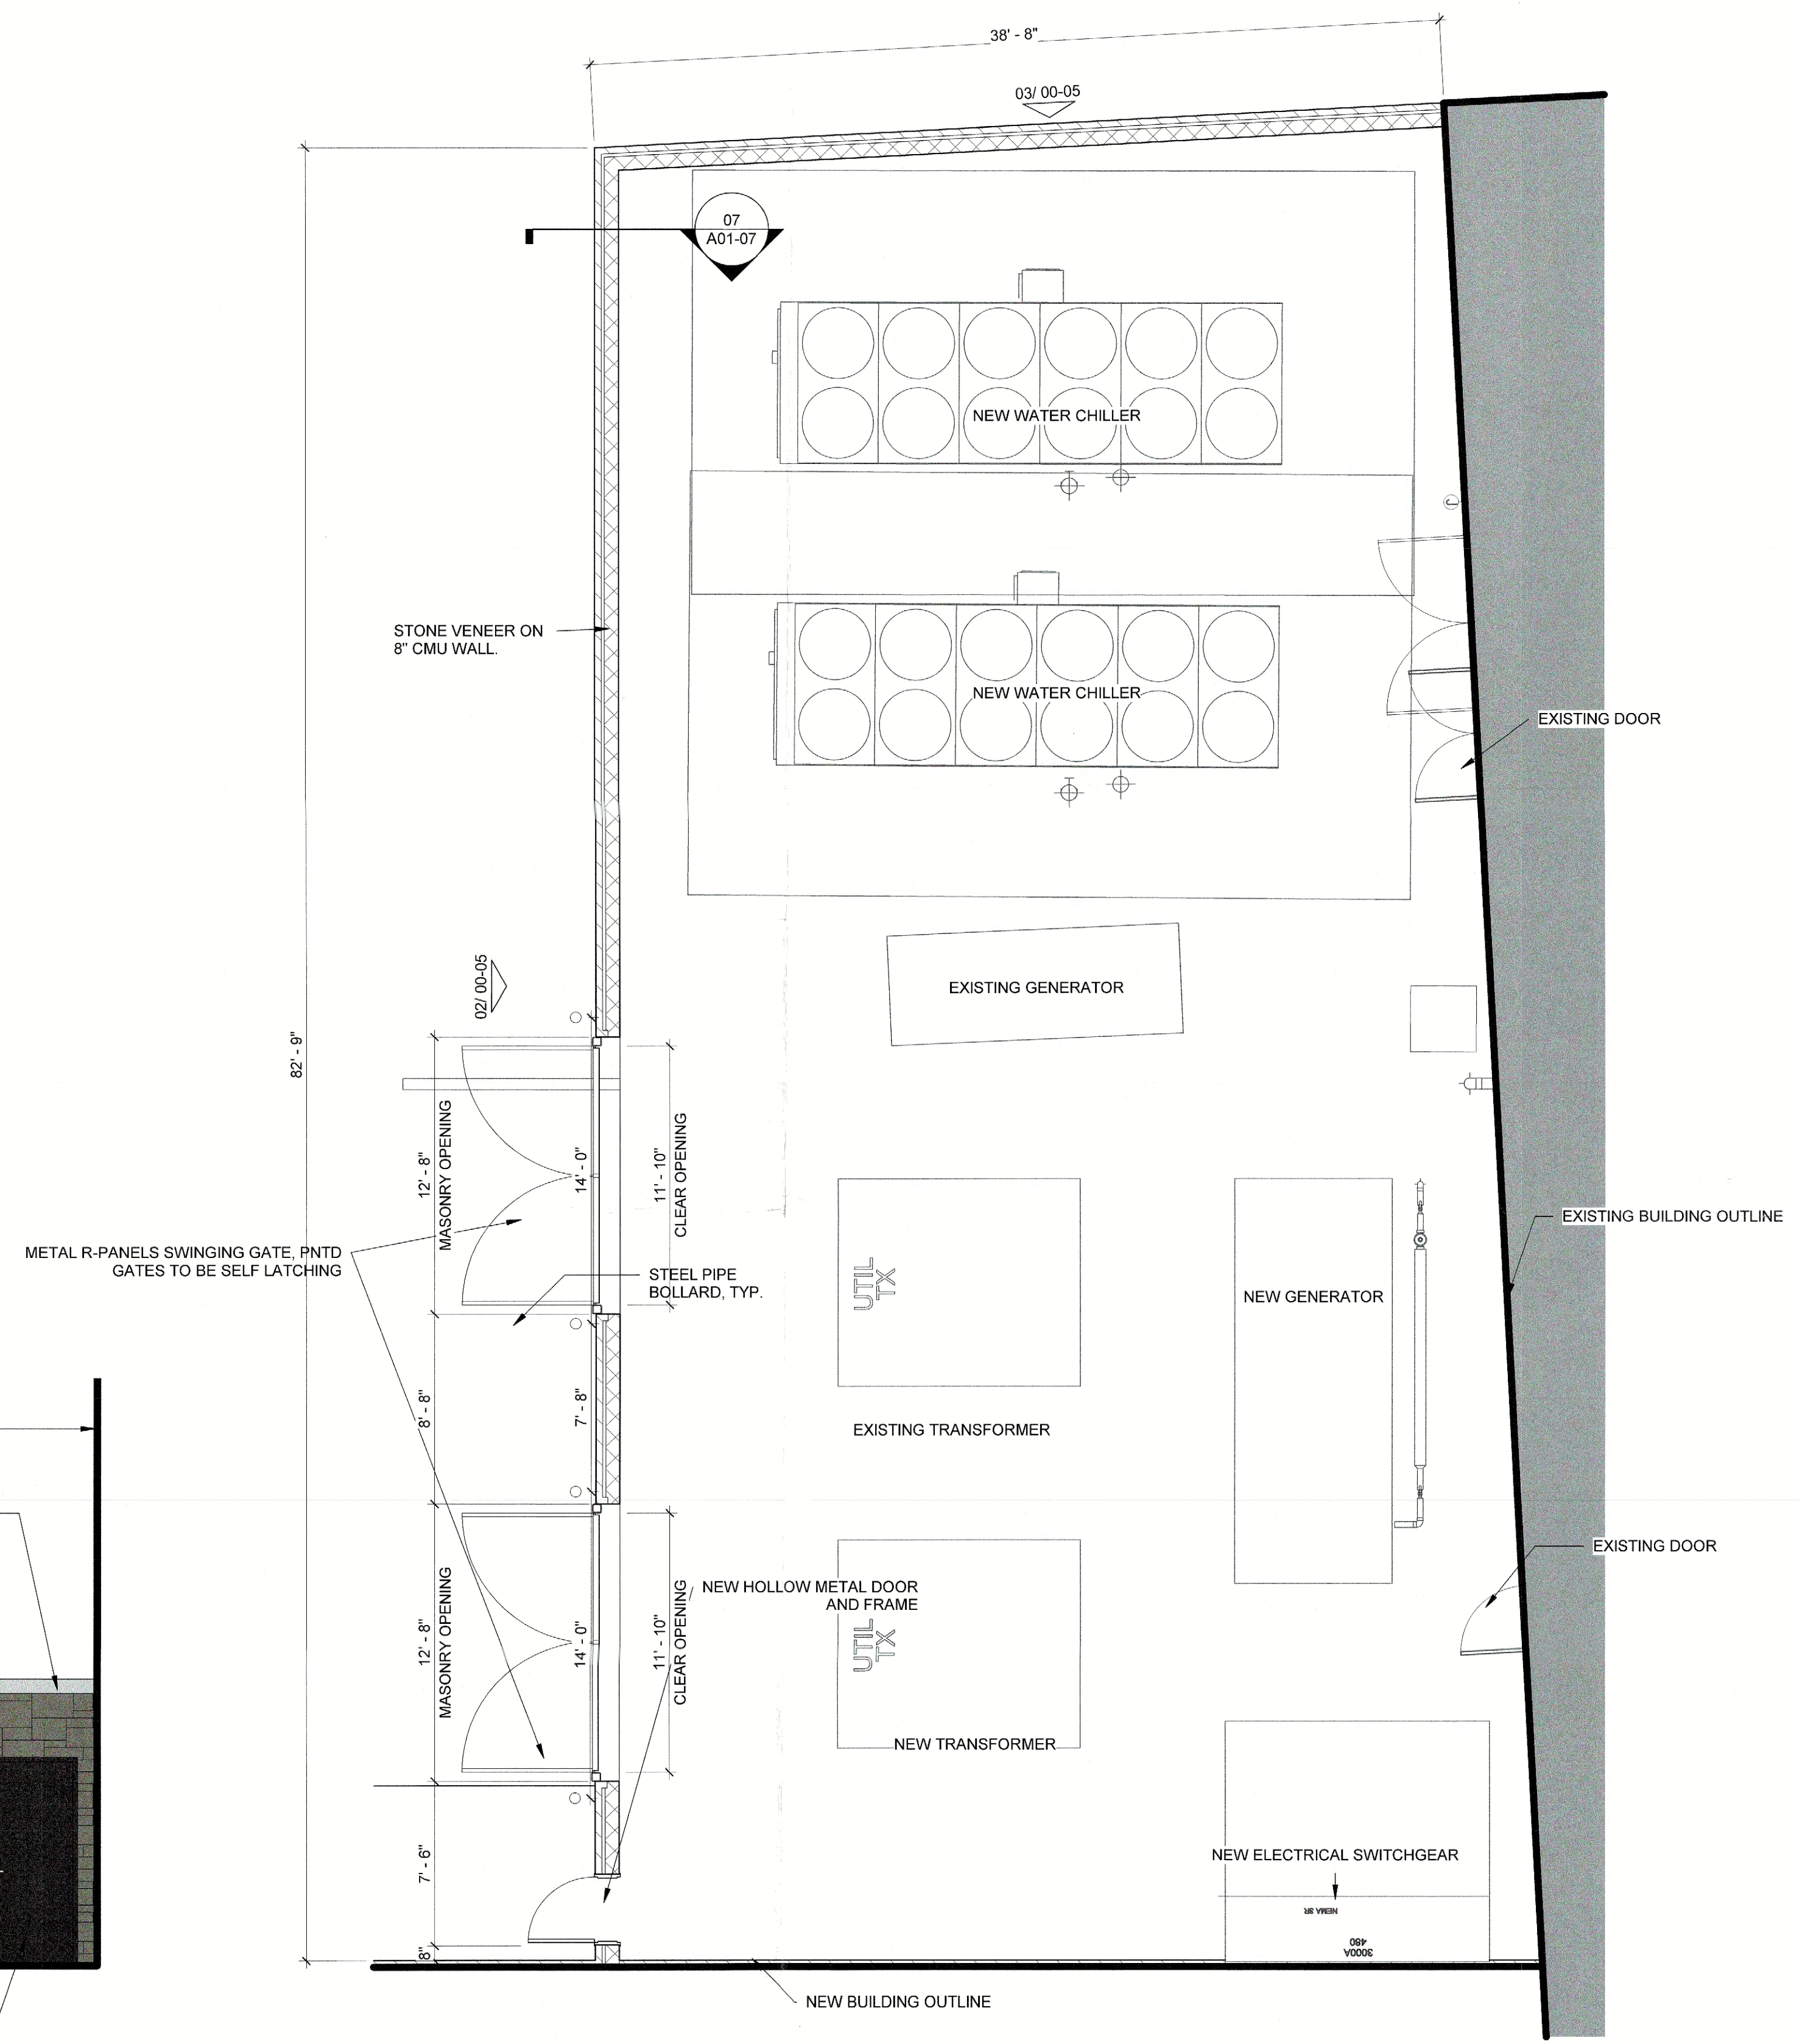 38' - 8"
03/ 00-05
07
A01-07
NEW WATER CHILLER
J
STONE VENEER ON
8" CMU WALL.
NEW WATER CHILLER
EXISTING DOOR
02/ 00-05
EXISTING GENERATOR
82' - 9"
12' - 8"
MASONRY OPENING
14' - 0"
11' - 10"
CLEAR OPENING
METAL R-PANELS SWINGING GATE, PNTD
GATES TO BE SELF LATCHING
STEEL PIPE
BOLLARD, TYP.
UTIL
TX
NEW GENERATOR
EXISTING BUILDING OUTLINE
8' - 8"
7' - 8"
EXISTING TRANSFORMER
EXISTING DOOR
12' - 8"
MASONRY OPENING
14' - 0"
11' - 10"
CLEAR OPENING
NEW HOLLOW METAL DOOR
AND FRAME
UTIL
TX
NEW TRANSFORMER
7' - 6"
8"
NEW ELECTRICAL SWITCHGEAR
NEMA 3R
480
3000A
NEW BUILDING OUTLINE